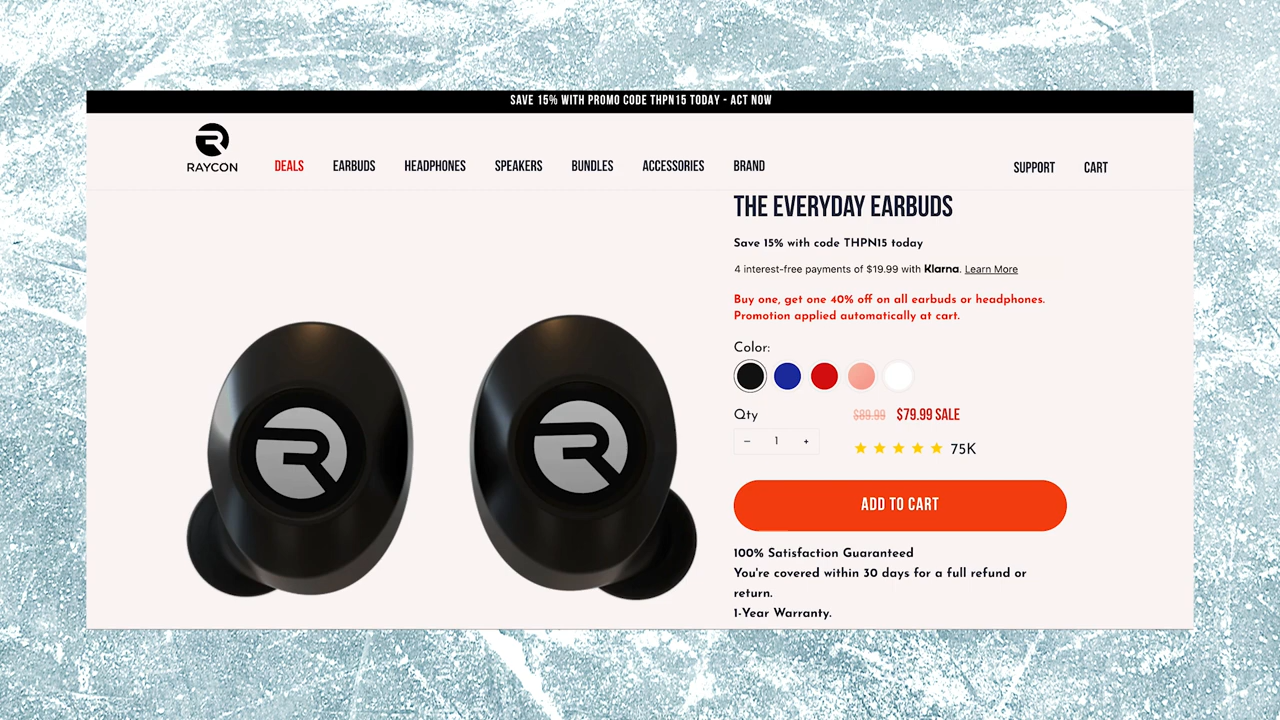 SAVE 15% WITH PROMO CODE THPN15 TODAY - ACT NOW
RAYCON
DEALS EARBUDS HEADPHONES SPEAKERS BUNDLES ACCESSORIES BRAND SUPPORT CART
THE EVERYDAY EARBUDS
Save 15% with code THPN15 today
4 interest-free payments of $19.99 with Klarna. Learn More
Buy one, get one 40% off on all earbuds or headphones.
Promotion applied automatically at cart.
Color:
Qty $89.99 $79.99 SALE
− 1 +
75K
ADD TO CART
100% Satisfaction Guaranteed
You're covered within 30 days for a full refund or
return.
1-Year Warranty.